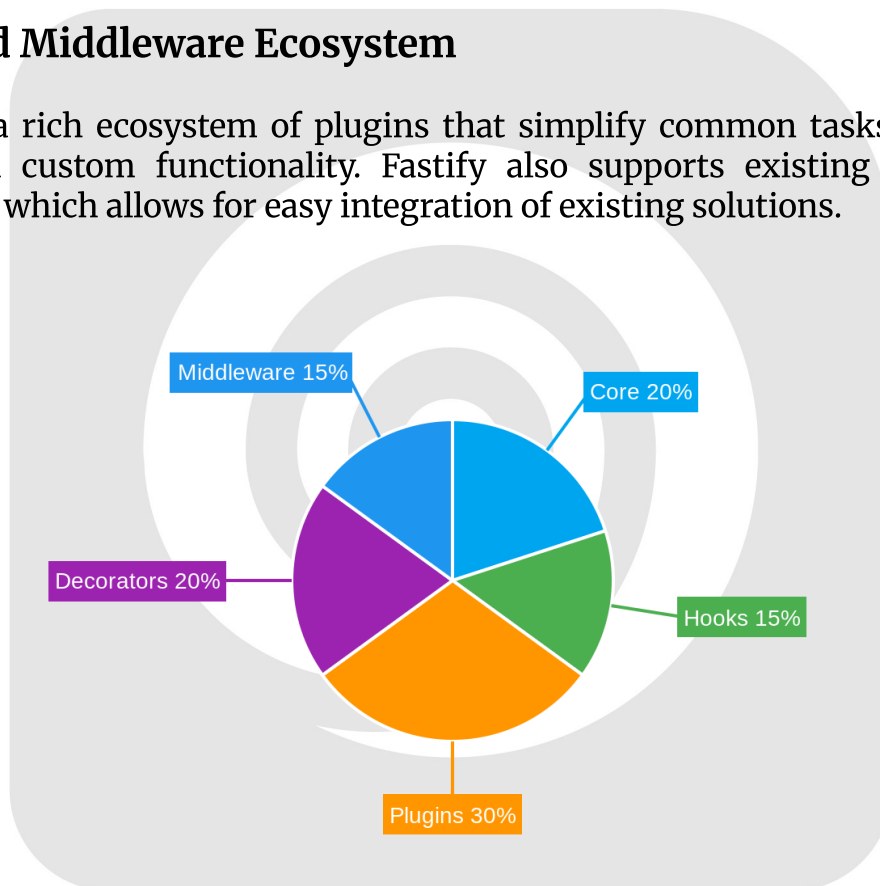 Middleware Ecosystem
a rich ecosystem of plugins that simplify common tasks
custom functionality. Fastify also supports existing
which allows for easy integration of existing solutions.
Middleware 15%
Core 20%
Decorators 20%
Hooks 15%
Plugins 30%